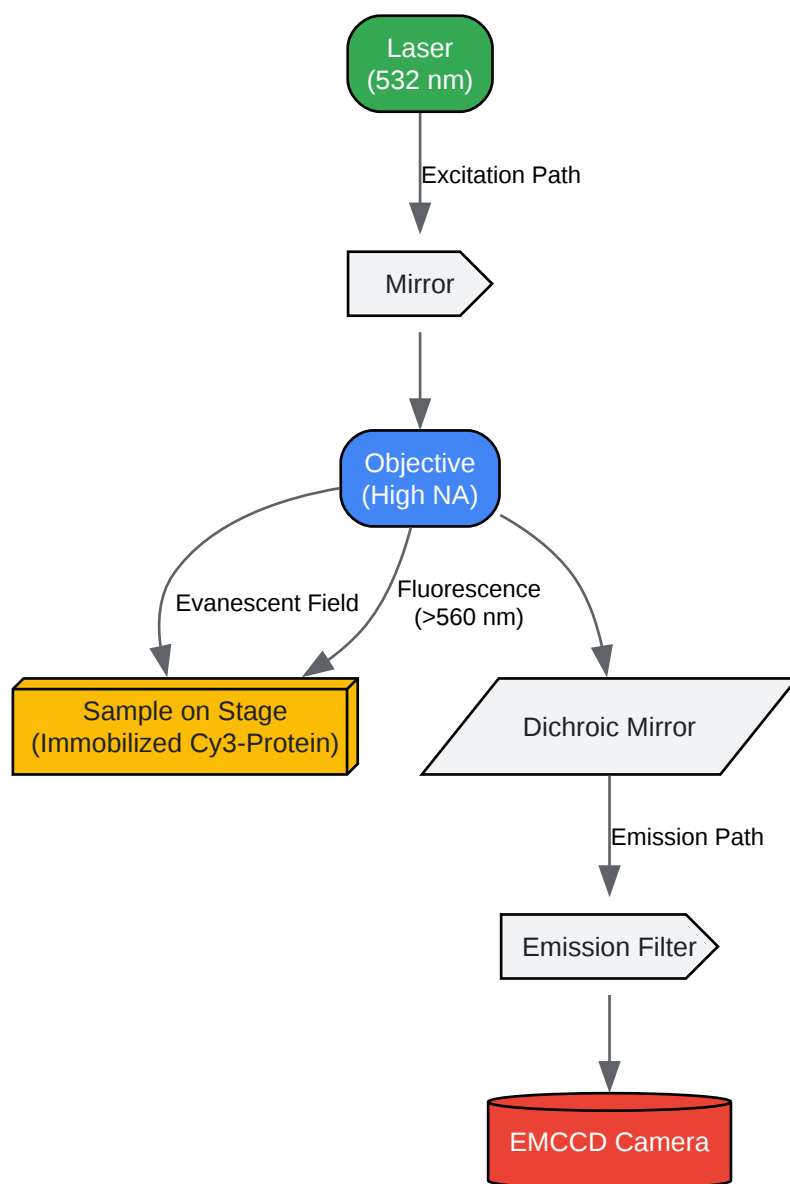 Laser
(532 nm)
Excitation Path
Mirror
Objective
(High NA)
Evanescent Field
Fluorescence
(>560 nm)
Sample on Stage
(Immobilized Cy3-Protein)
Dichroic Mirror
Emission Path
Emission Filter
EMCCD Camera